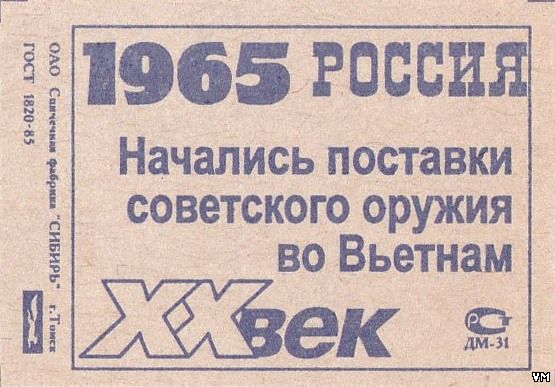 1965 РОССИЯ
Начались поставки
советского оружия
во Вьетнам
XX век
РСТ
ДМ-31
ОАО Спичечная фабрика "СИБИРЬ" г. Томск
ГОСТ 1820-85
VM